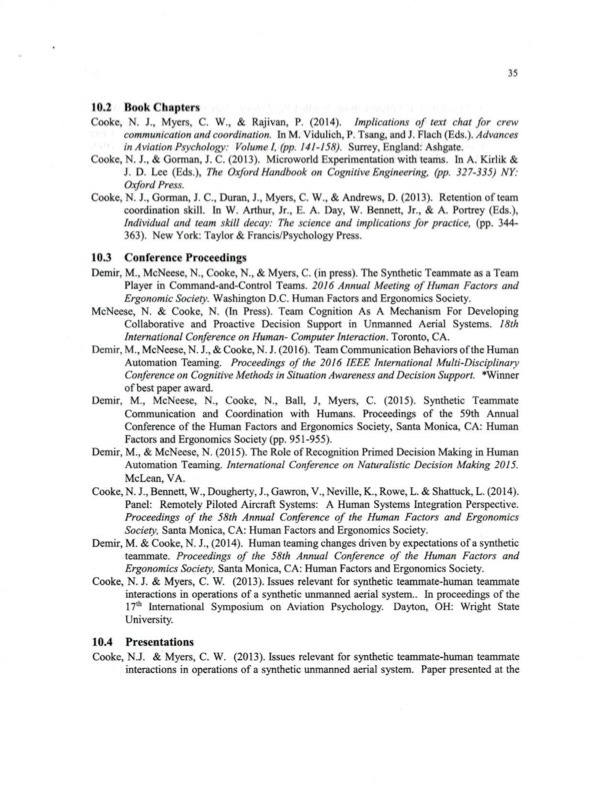 35
10.2 Book Chapters
Cooke, N. J., Myers, C. W., & Rajivan, P. (2014). Implications of text chat for crew
communication and coordination. In M. Vidulich, P. Tsang, and J. Flach (Eds.). Advances
in Aviation Psychology: Volume I, (pp. 141-158). Surrey, England: Ashgate.
Cooke, N. J., & Gorman, J. C. (2013). Microworld Experimentation with teams. In A. Kirlik &
J. D. Lee (Eds.), The Oxford Handbook on Cognitive Engineering, (pp. 327-335) NY:
Oxford Press.
Cooke, N. J., Gorman, J. C., Duran, J., Myers, C. W., & Andrews, D. (2013). Retention of team
coordination skill. In W. Arthur, Jr., E. A. Day, W. Bennett, Jr., & A. Portrey (Eds.),
Individual and team skill decay: The science and implications for practice, (pp. 344-
363). New York: Taylor & Francis/Psychology Press.
10.3 Conference Proceedings
Demir, M., McNeese, N., Cooke, N., & Myers, C. (in press). The Synthetic Teammate as a Team
Player in Command-and-Control Teams. 2016 Annual Meeting of Human Factors and
Ergonomic Society. Washington D.C. Human Factors and Ergonomics Society.
McNeese, N. & Cooke, N. (In Press). Team Cognition As A Mechanism For Developing
Collaborative and Proactive Decision Support in Unmanned Aerial Systems. 18th
International Conference on Human- Computer Interaction. Toronto, CA.
Demir, M., McNeese, N. J., & Cooke, N. J. (2016). Team Communication Behaviors of the Human
Automation Teaming. Proceedings of the 2016 IEEE International Multi-Disciplinary
Conference on Cognitive Methods in Situation Awareness and Decision Support. *Winner
of best paper award.
Demir, M., McNeese, N., Cooke, N., Ball, J, Myers, C. (2015). Synthetic Teammate
Communication and Coordination with Humans. Proceedings of the 59th Annual
Conference of the Human Factors and Ergonomics Society, Santa Monica, CA: Human
Factors and Ergonomics Society (pp. 951-955).
Demir, M., & McNeese, N. (2015). The Role of Recognition Primed Decision Making in Human
Automation Teaming. International Conference on Naturalistic Decision Making 2015.
McLean, VA.
Cooke, N. J., Bennett, W., Dougherty, J., Gawron, V., Neville, K., Rowe, L. & Shattuck, L. (2014).
Panel: Remotely Piloted Aircraft Systems: A Human Systems Integration Perspective.
Proceedings of the 58th Annual Conference of the Human Factors and Ergonomics
Society, Santa Monica, CA: Human Factors and Ergonomics Society.
Demir, M. & Cooke, N. J., (2014). Human teaming changes driven by expectations of a synthetic
teammate. Proceedings of the 58th Annual Conference of the Human Factors and
Ergonomics Society, Santa Monica, CA: Human Factors and Ergonomics Society.
Cooke, N. J. & Myers, C. W. (2013). Issues relevant for synthetic teammate-human teammate
interactions in operations of a synthetic unmanned aerial system.. In proceedings of the
17th International Symposium on Aviation Psychology. Dayton, OH: Wright State
University.
10.4 Presentations
Cooke, N.J. & Myers, C. W. (2013). Issues relevant for synthetic teammate-human teammate
interactions in operations of a synthetic unmanned aerial system. Paper presented at the